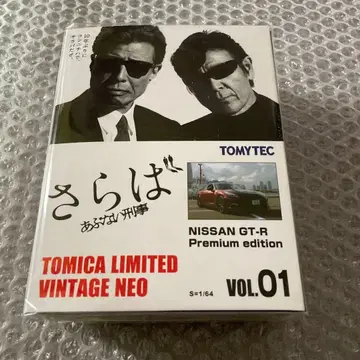 TOMYTEC
さらば
あぶない刑事
NISSAN GT-R
Premium edition
TOMICA LIMITED
VINTAGE NEO
S=1/64
VOL.01